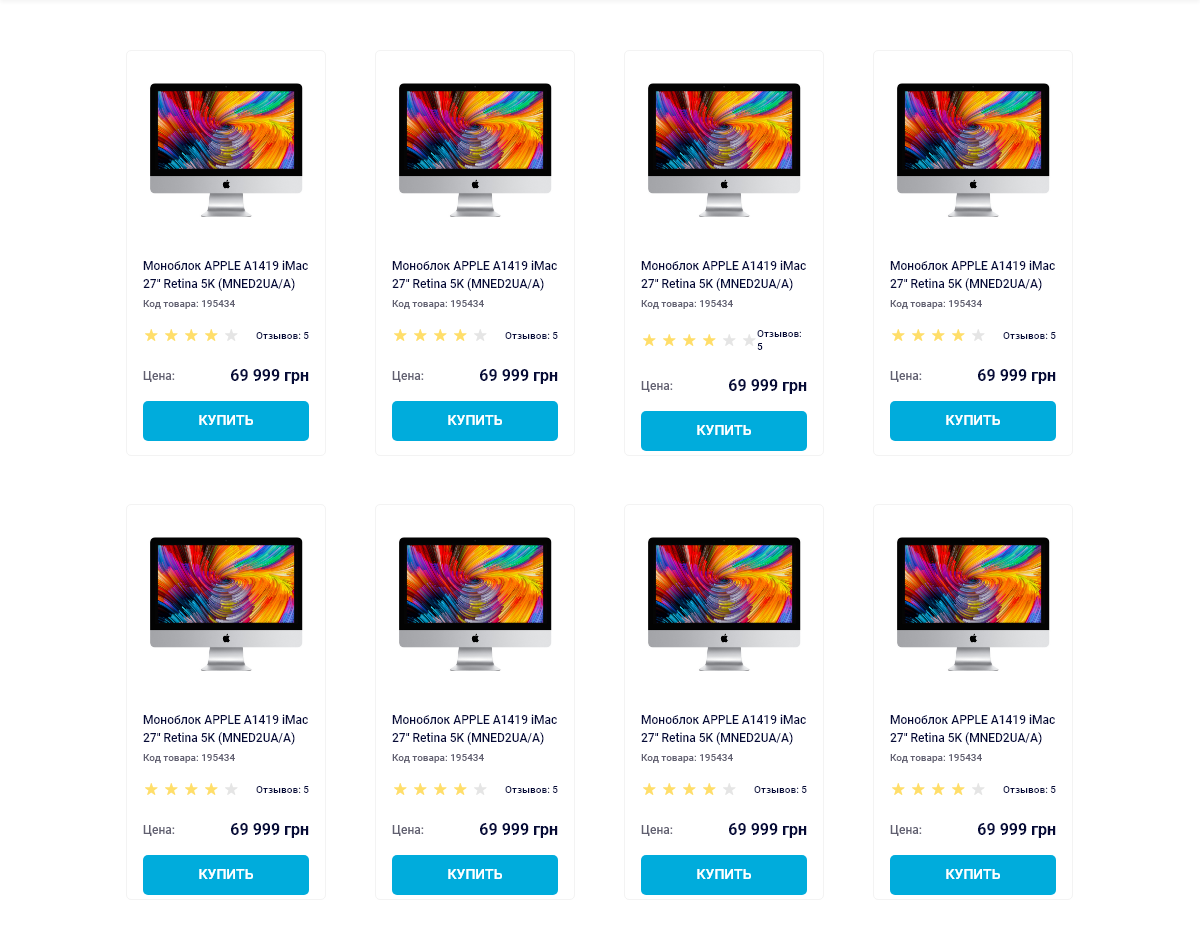 Моноблок APPLE A1419 iMac
27" Retina 5K (MNED2UA/A)
Код товара: 195434
Отзывов: 5
Цена: 69 999 грн
КУПИТЬ
Моноблок APPLE A1419 iMac
27" Retina 5K (MNED2UA/A)
Код товара: 195434
Отзывов: 5
Цена: 69 999 грн
КУПИТЬ
Моноблок APPLE A1419 iMac
27" Retina 5K (MNED2UA/A)
Код товара: 195434
Отзывов:
5
Цена: 69 999 грн
КУПИТЬ
Моноблок APPLE A1419 iMac
27" Retina 5K (MNED2UA/A)
Код товара: 195434
Отзывов: 5
Цена: 69 999 грн
КУПИТЬ
Моноблок APPLE A1419 iMac
27" Retina 5K (MNED2UA/A)
Код товара: 195434
Отзывов: 5
Цена: 69 999 грн
КУПИТЬ
Моноблок APPLE A1419 iMac
27" Retina 5K (MNED2UA/A)
Код товара: 195434
Отзывов: 5
Цена: 69 999 грн
КУПИТЬ
Моноблок APPLE A1419 iMac
27" Retina 5K (MNED2UA/A)
Код товара: 195434
Отзывов: 5
Цена: 69 999 грн
КУПИТЬ
Моноблок APPLE A1419 iMac
27" Retina 5K (MNED2UA/A)
Код товара: 195434
Отзывов: 5
Цена: 69 999 грн
КУПИТЬ